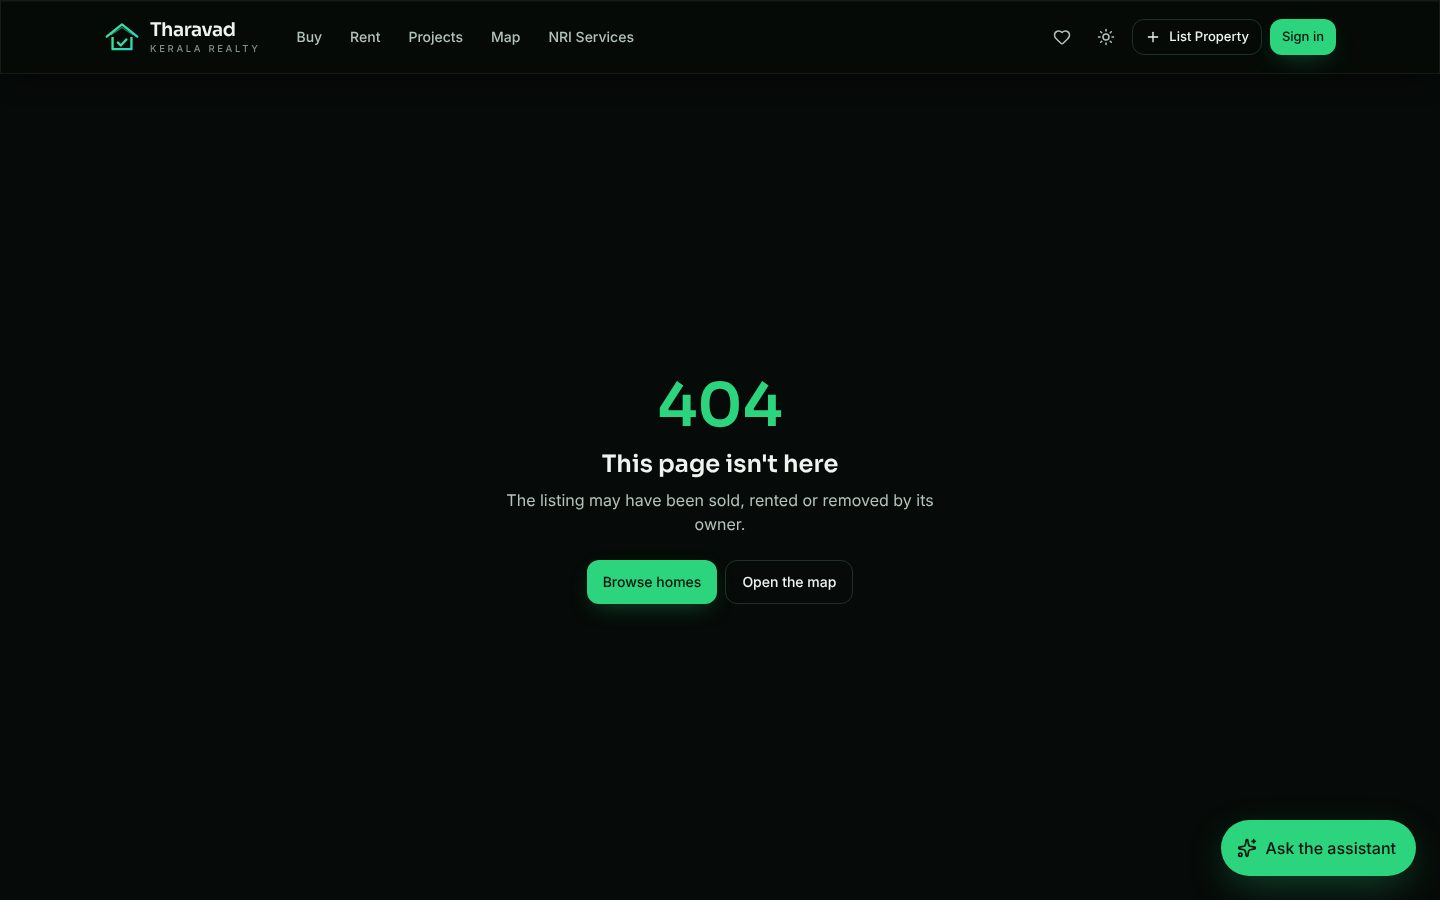 Tharavad
KERALA REALTY
Buy
Rent
Projects
Map
NRI Services
List Property
Sign in
404
This page isn't here
The listing may have been sold, rented or removed by its
owner.
Browse homes
Open the map
Ask the assistant